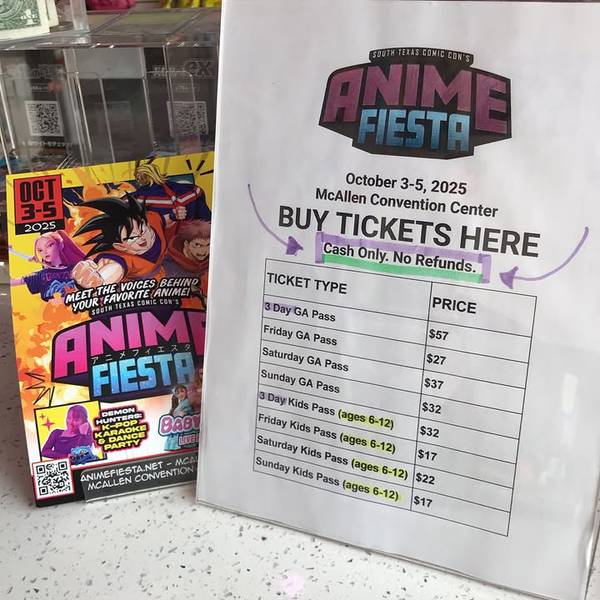 SOUTH TEXAS COMIC CON'S
ANIME
FIESTA
October 3-5, 2025
McAllen Convention Center
BUY TICKETS HERE
Cash Only. No Refunds.
TICKET TYPE PRICE
3 Day GA Pass $57
Friday GA Pass $27
Saturday GA Pass $37
Sunday GA Pass $32
3 Day Kids Pass (ages 6-12) $32
Friday Kids Pass (ages 6-12) $17
Saturday Kids Pass (ages 6-12) $22
Sunday Kids Pass (ages 6-12) $17
OCT
3-5
2025
MEET THE VOICES BEHIND
YOUR FAVORITE ANIME!
SOUTH TEXAS COMIC CON'S
ANIME
アニメフィエスタ
FIESTA
DEMON
HUNTERS:
K-POP
KARAOKE
& DANCE
PARTY
BABY
LIVE
ANIMEFIESTA.NET -
MCALLEN CONVENTION